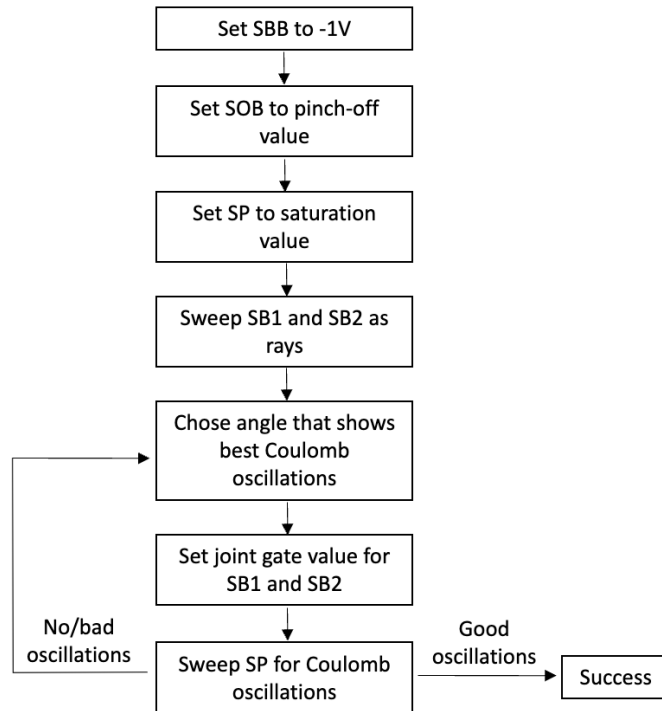 Set SBB to -1V
Set SOB to pinch-off
value
Set SP to saturation
value
Sweep SB1 and SB2 as
rays
Chose angle that shows
best Coulomb
oscillations
Set joint gate value for
SB1 and SB2
No/bad
oscillations
Sweep SP for Coulomb
oscillations
Good
oscillations
Success